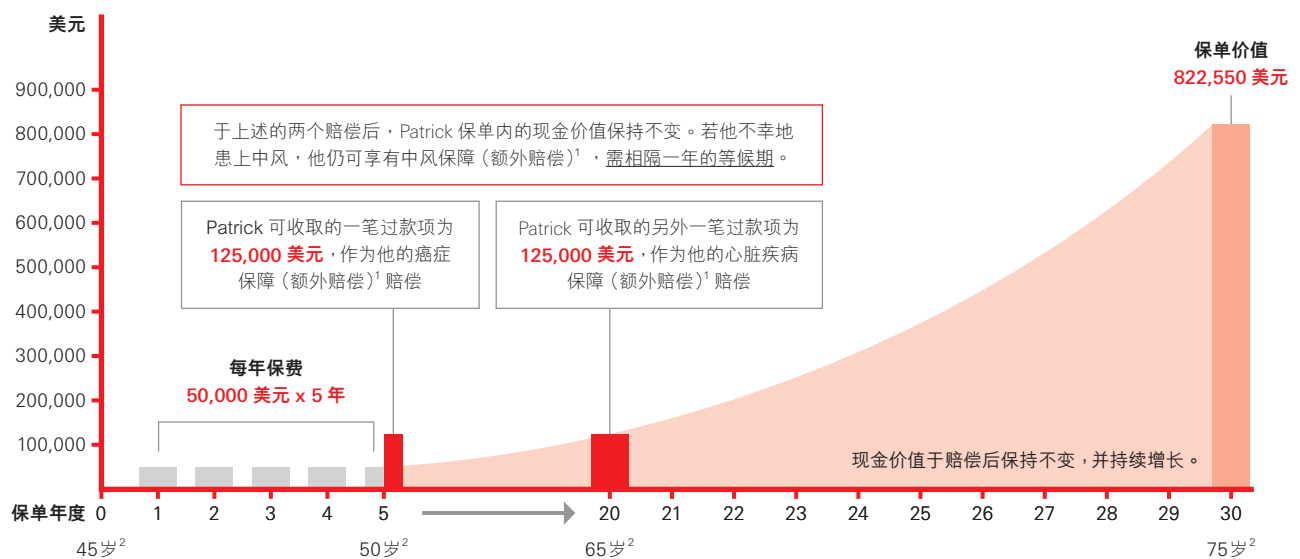 美元
900,000
800,000
700,000
600,000
500,000
400,000
300,000
200,000
100,000
保单价值
822,550 美元
于上述的两个赔偿后，Patrick 保单内的现金价值保持不变。若他不幸地
患上中风，他仍可享有中风保障（额外赔偿）¹ ，需相隔一年的等候期。
Patrick 可收取的一笔过款项为
125,000 美元，作为他的癌症
保障（额外赔偿）¹ 赔偿
Patrick 可收取的另外一笔过款项为
125,000 美元，作为他的心脏疾病
保障（额外赔偿）¹ 赔偿
每年保费
50,000 美元 x 5 年
现金价值于赔偿后保持不变，并持续增长。
保单年度 0 1 2 3 4 5 20 21 22 23 24 25 26 27 28 29 30
45岁² 50岁² 65岁² 75岁²